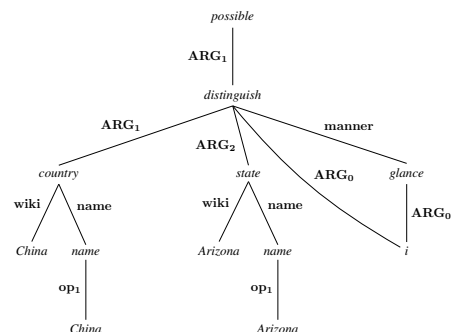 possible
ARG₁
distinguish
ARG₁ ARG₂ ARG₀ manner
country state glance
wiki name wiki name ARG₀
China name Arizona name i
op₁ op₁
China Arizona